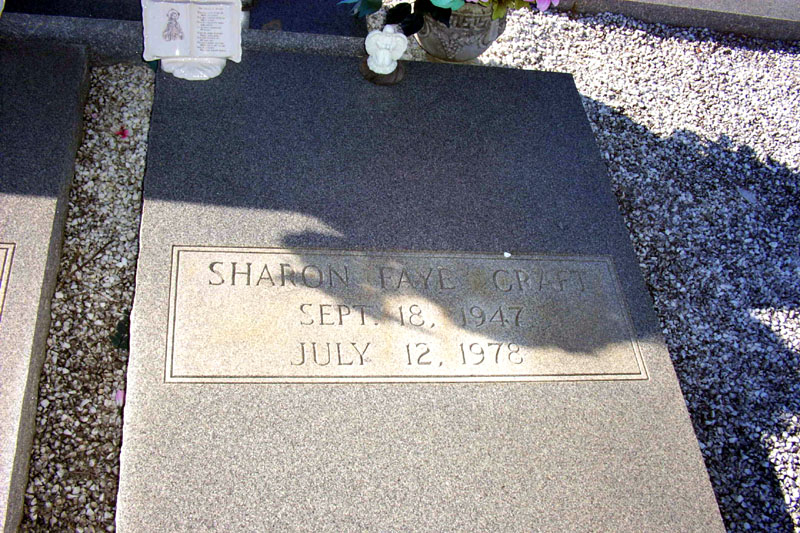 SHARON FAYE CRAFT
SEPT. 18, 1947
JULY 12, 1978